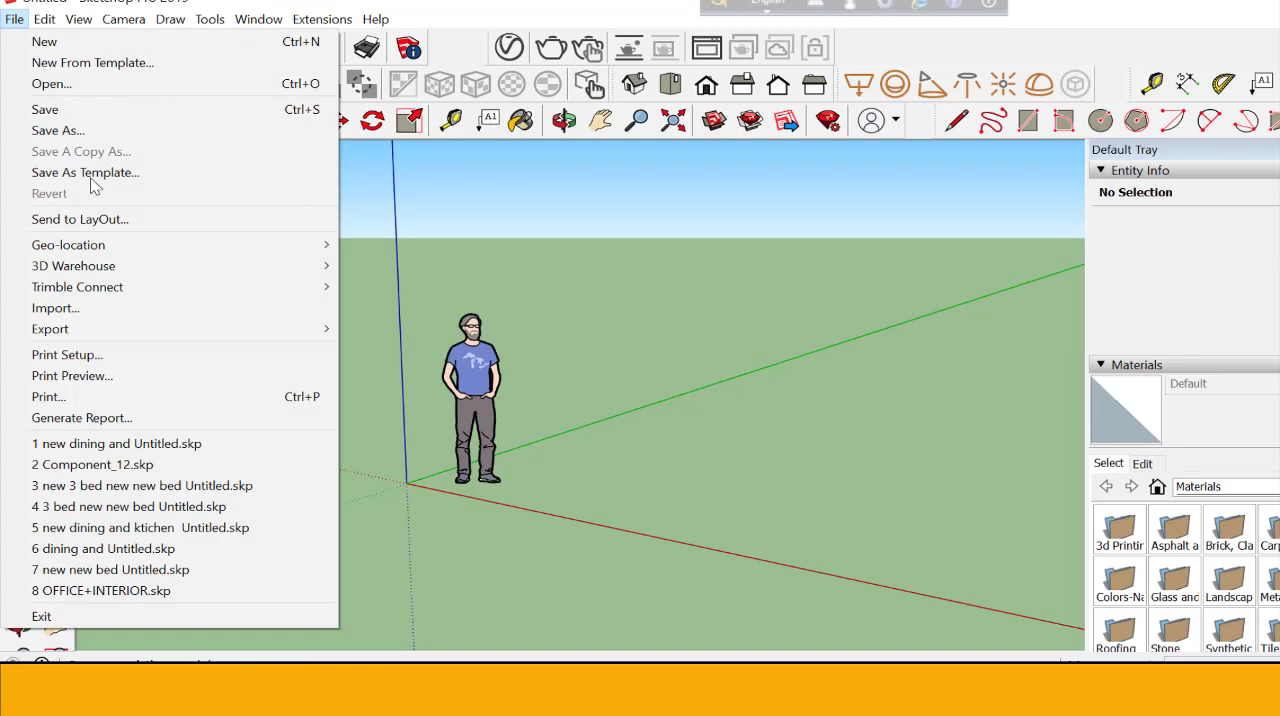 Untitled - SketchUp Pro 2019
English
File Edit View Camera Draw Tools Window Extensions Help
New Ctrl+N
New From Template...
Open... Ctrl+O
Save Ctrl+S
Save As...
Save A Copy As...
Save As Template...
Revert
Send to LayOut...
Geo-location
3D Warehouse
Trimble Connect
Import...
Export
Print Setup...
Print Preview...
Print... Ctrl+P
Generate Report...
1 new dining and Untitled.skp
2 Component_12.skp
3 new 3 bed new new bed Untitled.skp
4 3 bed new new bed Untitled.skp
5 new dining and ktichen Untitled.skp
6 dining and Untitled.skp
7 new new bed Untitled.skp
8 OFFICE+INTERIOR.skp
Exit
A1
A1
Default Tray
Entity Info
No Selection
Materials
Default
Select Edit
Materials
3d Printin
Asphalt a
Brick, Cla
Car
Colors-Na
Glass and
Landscap
Meta
Roofing
Stone
Synthetic
Tile